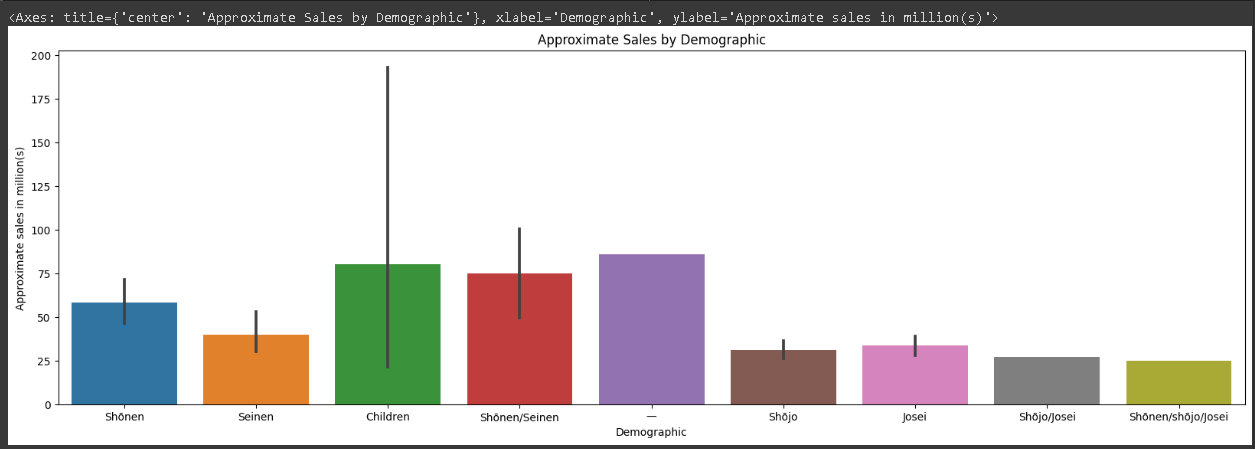 <Axes: title={'center': 'Approximate Sales by Demographic'}, xlabel='Demographic', ylabel='Approximate sales in million(s)'>
Approximate Sales by Demographic
Approximate sales in million(s)
200
175
150
125
100
75
50
25
0
Shōnen Seinen Children Shōnen/Seinen — Shōjo Josei Shōjo/Josei Shōnen/shōjo/Josei
Demographic